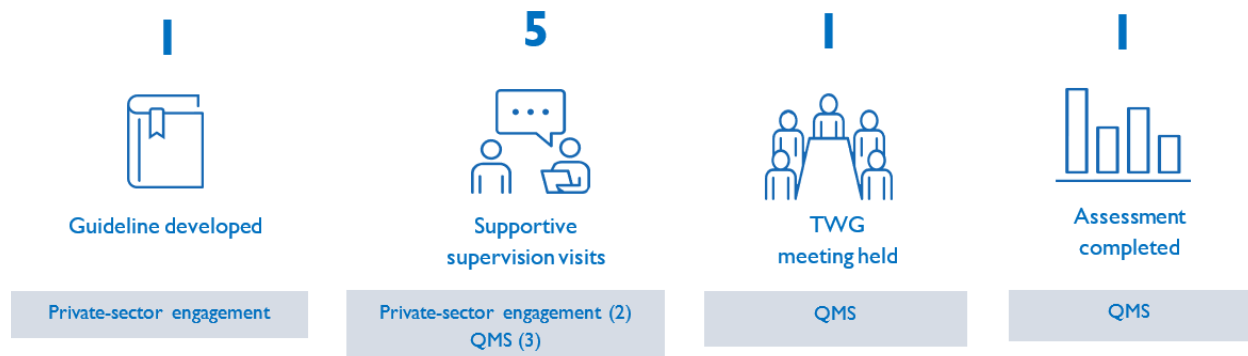 1
5
1
1
Guideline developed
Supportive
supervision visits
TWG
meeting held
Assessment
completed
Private-sector engagement
Private-sector engagement (2)
QMS (3)
QMS
QMS